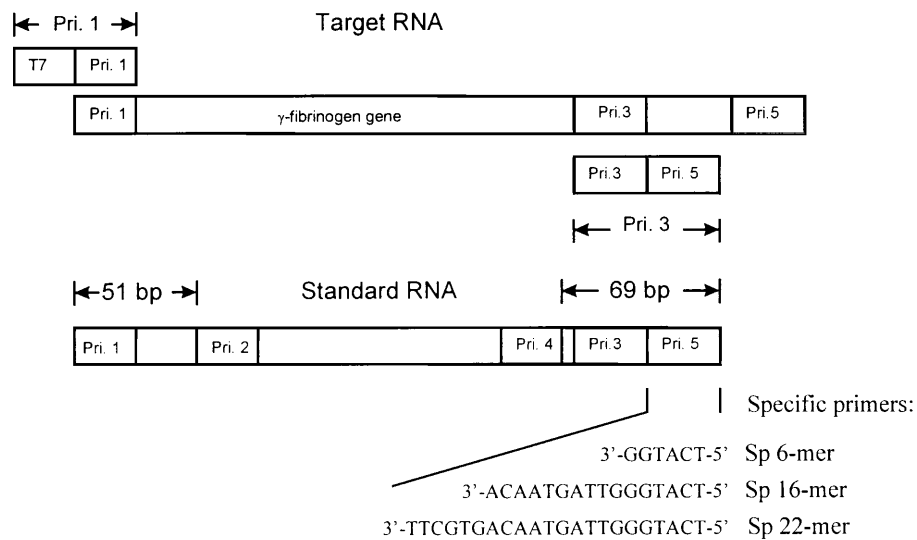 Pri. 1 Target RNA
T7 Pri. 1
Pri. 1 γ-fibrinogen gene Pri.3 Pri.5
Pri.3 Pri. 5
Pri. 3
51 bp Standard RNA 69 bp
Pri. 1 Pri. 2 Pri. 4 Pri.3 Pri. 5
Specific primers:
3'-GGTACT-5' Sp 6-mer
3'-ACAATGATTGGGTACT-5' Sp 16-mer
3'-TTCGTGACAATGATTGGGTACT-5' Sp 22-mer